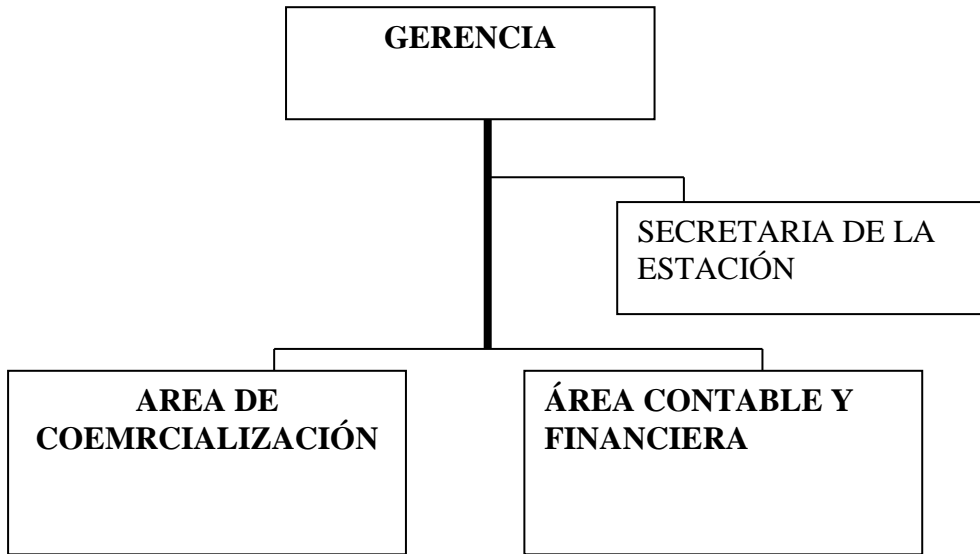 GERENCIA
SECRETARIA DE LA
ESTACIÓN
AREA DE
COEMRCIALIZACIÓN
ÁREA CONTABLE Y
FINANCIERA